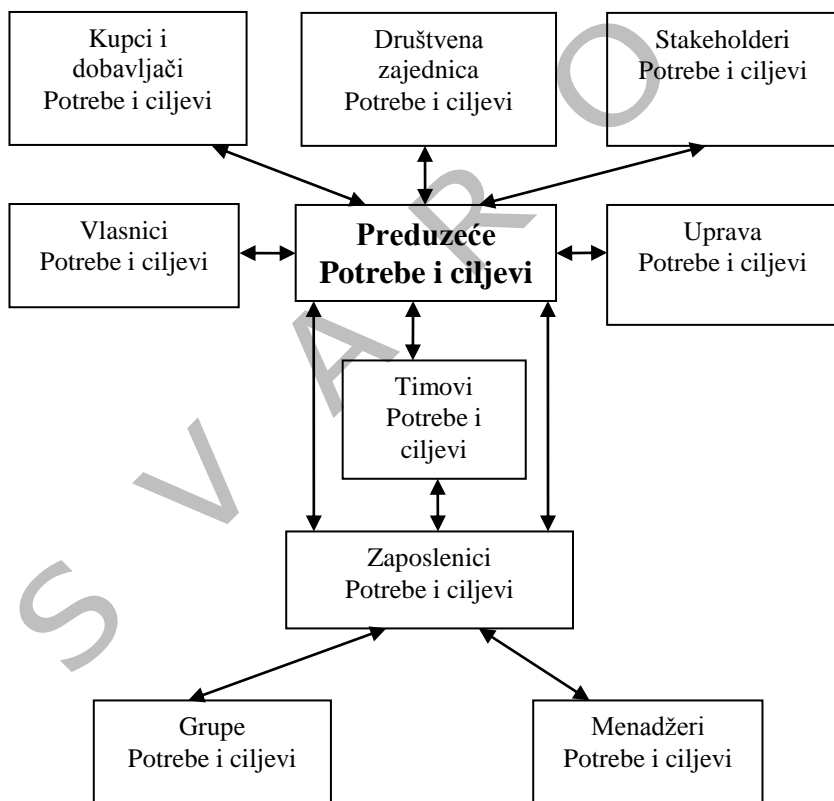 Kupci i
dobavljači
Potrebe i ciljevi
Društvena
zajednica
Potrebe i ciljevi
Stakeholderi
Potrebe i ciljevi
Vlasnici
Potrebe i ciljevi
Preduzeće
Potrebe i ciljevi
Uprava
Potrebe i ciljevi
Timovi
Potrebe i
ciljevi
Zaposlenici
Potrebe i ciljevi
Grupe
Potrebe i ciljevi
Menadžeri
Potrebe i ciljevi
S V A R O